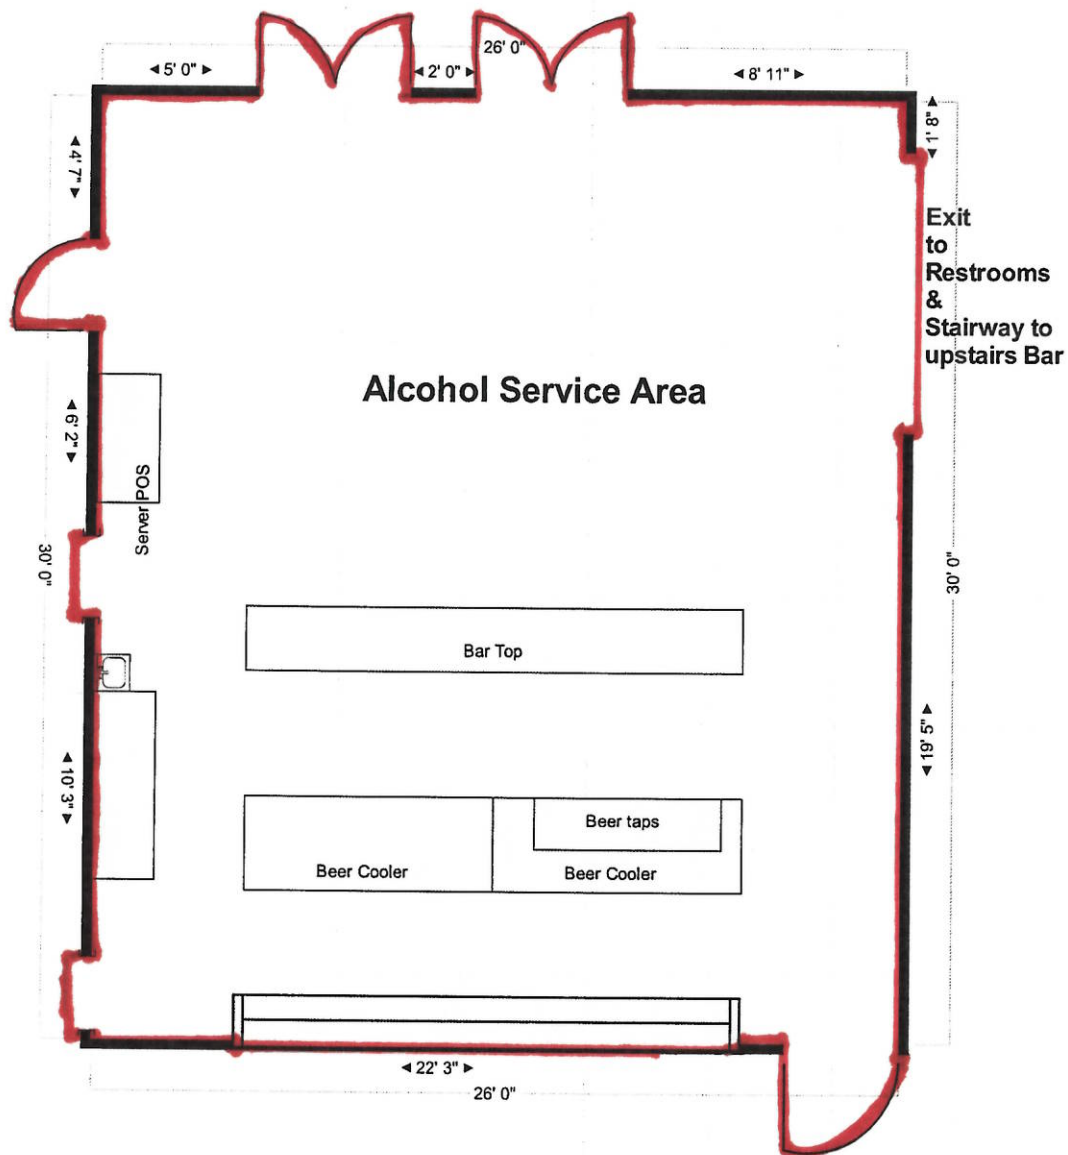 26' 0"
5' 0"
2' 0"
8' 11"
1' 8"
4' 7"
Exit
to
Restrooms
&
Stairway to
upstairs Bar
Alcohol Service Area
6' 2"
Server POS
30' 0"
30' 0"
Bar Top
19' 5"
10' 3"
Beer taps
Beer Cooler
Beer Cooler
22' 3"
26' 0"